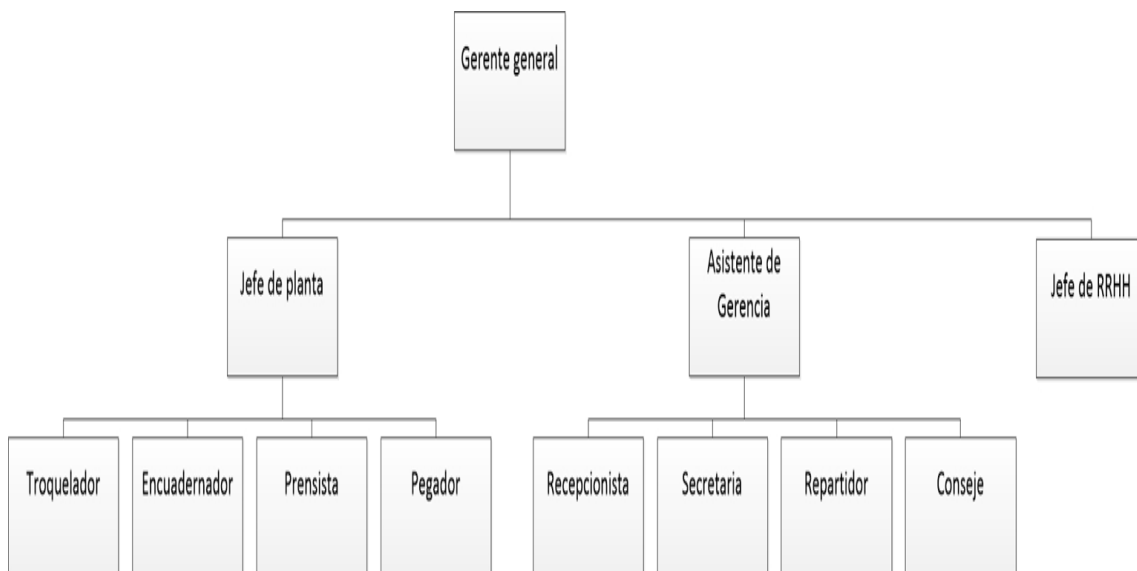 Gerente general
Jefe de planta
Asistente de
Gerencia
Jefe de RRHH
Troquelador
Encuadernador
Prensista
Pegador
Recepcionista
Secretaria
Repartidor
Conseje